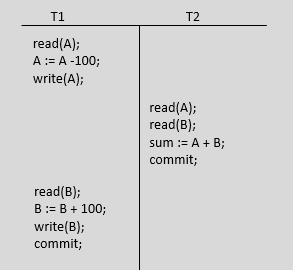 T1 T2
read(A);
A := A -100;
write(A);
read(A);
read(B);
sum := A + B;
commit;
read(B);
B := B + 100;
write(B);
commit;